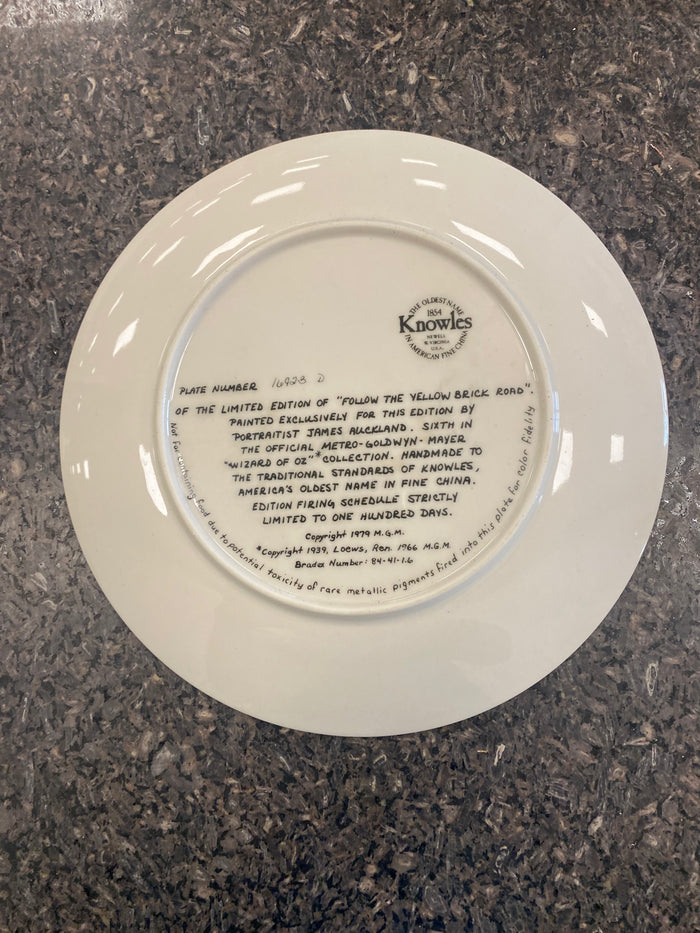 THE OLDEST NAME
1854
Knowles
NEWELL
W. VIRGINIA
U.S.A.
IN AMERICAN FINE CHINA
PLATE NUMBER 16923 D
OF THE LIMITED EDITION OF "FOLLOW THE YELLOW BRICK ROAD".
PAINTED EXCLUSIVELY FOR THIS EDITION BY
PORTRAITIST JAMES AUCKLAND. SIXTH IN
THE OFFICIAL METRO-GOLDWYN-MAYER
"WIZARD OF OZ"* COLLECTION. HANDMADE TO
THE TRADITIONAL STANDARDS OF KNOWLES,
AMERICA'S OLDEST NAME IN FINE CHINA.
EDITION FIRING SCHEDULE STRICTLY
LIMITED TO ONE HUNDRED DAYS.
Copyright 1979 M.G.M.
*Copyright 1939, Loews, Ren. 1966 M.G.M.
Bradex Number: 84-41-1.6
Not for containing food due to potential toxicity of rare metallic pigments fired into this plate for color fidelity